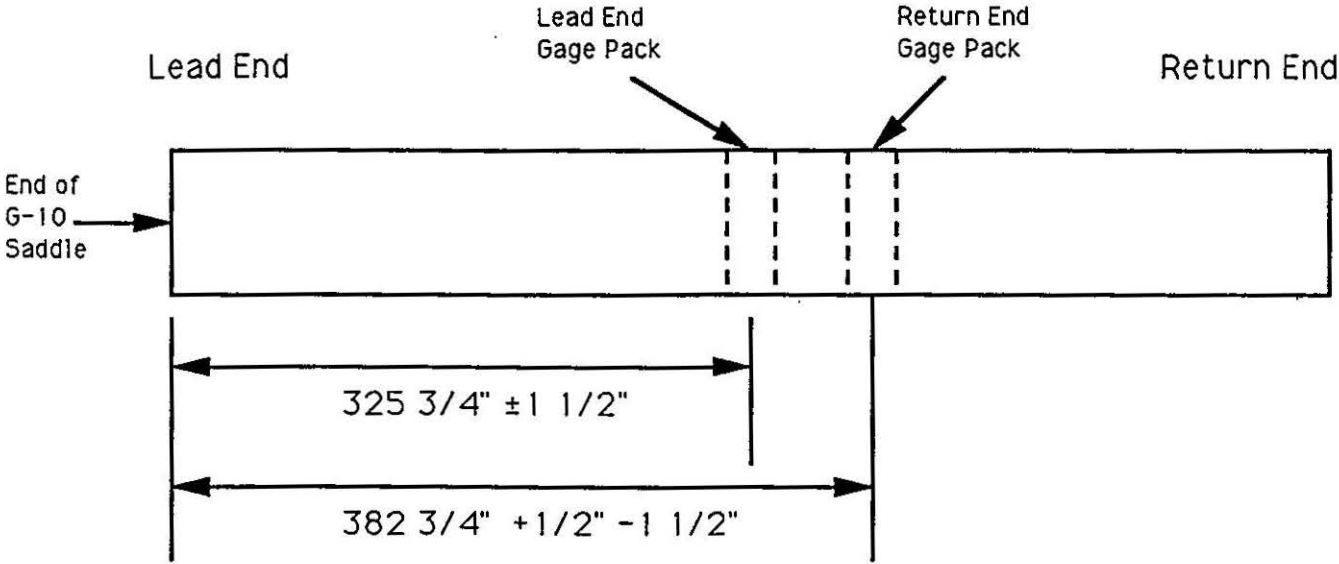 Lead End
Gage Pack
Return End
Gage Pack
Lead End
Return End
End of
G-10
Saddle
325 3/4" ±1 1/2"
382 3/4" +1/2" -1 1/2"